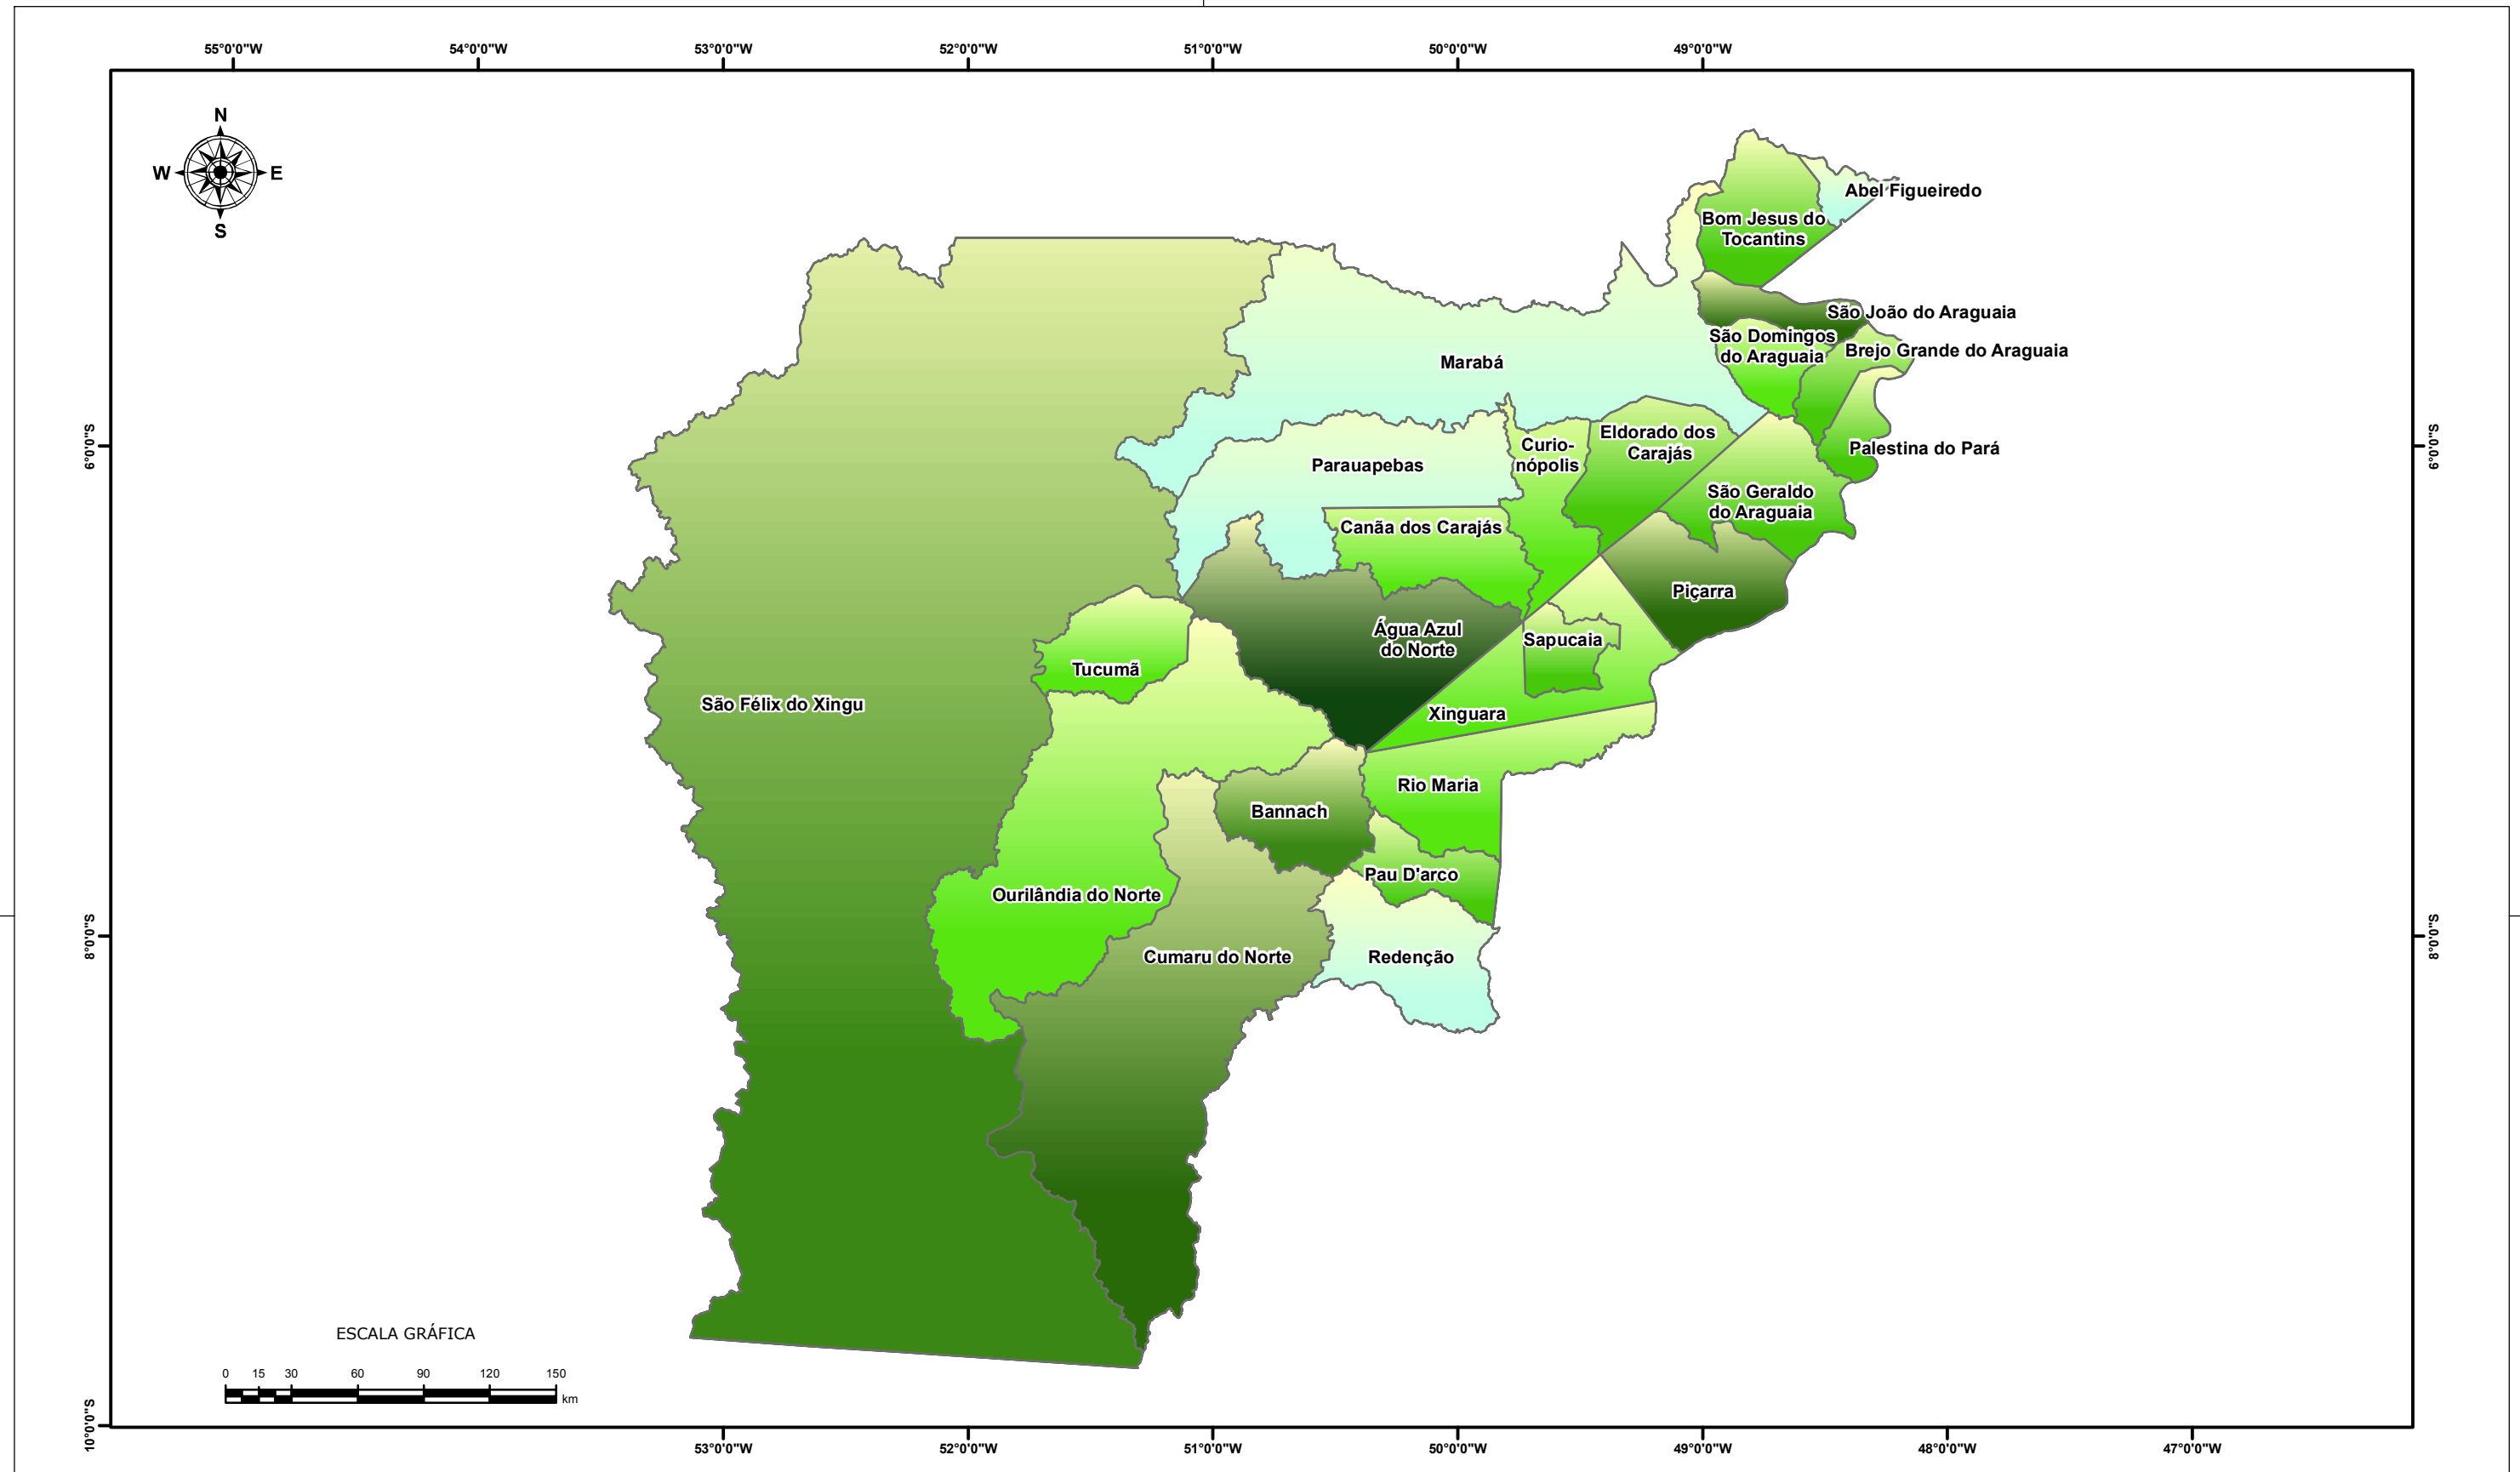 55°0'0"W 54°0'0"W 53°0'0"W 52°0'0"W 51°0'0"W 50°0'0"W 49°0'0"W
N
W E
S
Abel Figueiredo
Bom Jesus do
Tocantins
São João do Araguaia
São Domingos
do Araguaia
Brejo Grande do Araguaia
Marabá
6°0'0"S
6°0'0"S
Eldorado dos
Carajás
Curio-
nópolis
Palestina do Pará
Parauapebas
São Geraldo
do Araguaia
Canãa dos Carajás
Piçarra
Água Azul
do Norte
Sapucaia
Tucumã
São Félix do Xingu
Xinguara
Rio Maria
Bannach
Pau D'arco
Ourilândia do Norte
8°0'0"S
8°0'0"S
Cumaru do Norte
Redenção
ESCALA GRÁFICA
0 15 30 60 90 120 150
km
10°0'0"S
53°0'0"W 52°0'0"W 51°0'0"W 50°0'0"W 49°0'0"W 48°0'0"W 47°0'0"W